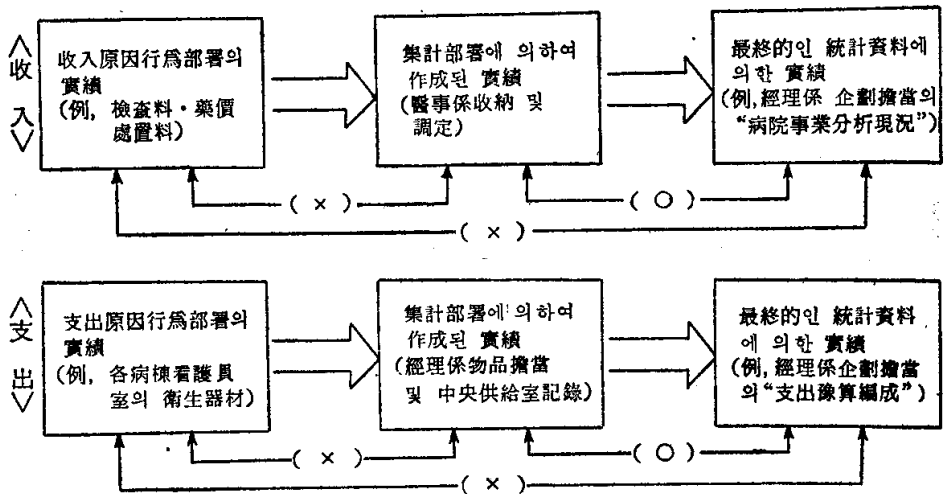 〈收入〉
收入原因行爲部署의
實績
(例, 檢査料·藥價
處置料)
集計部署에 의하여
作成된 實績
(醫事係收納 및
調定)
最終的인 統計資料에
의한 實績
(例,經理係 企劃擔當의
“病院事業分析現況”)
( × )
( ○ )
( × )
〈支出〉
支出原因行爲部署의
實績
(例, 各病棟看護員
室의 衛生器材)
集計部署에 의하여
作成된 實績
(經理係物品擔當
및 中央供給室記錄)
最終的인 統計資料
에 의한 實績
(例,經理係企劃擔當
의“支出豫算編成”)
( × )
( ○ )
( × )